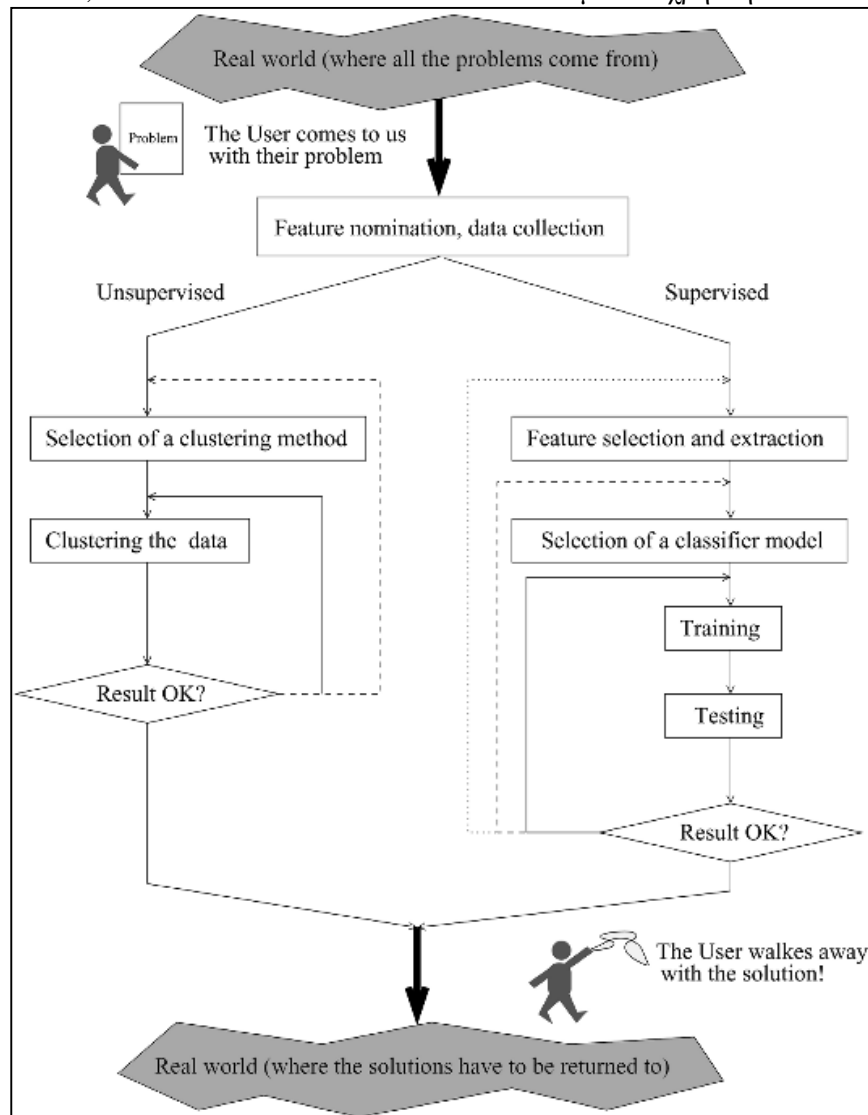 Real world (where all the problems come from)
Problem
The User comes to us
with their problem
Feature nomination, data collection
Unsupervised
Supervised
Selection of a clustering method
Clustering the data
Result OK?
Feature selection and extraction
Selection of a classifier model
Training
Testing
Result OK?
The User walkes away
with the solution!
Real world (where the solutions have to be returned to)